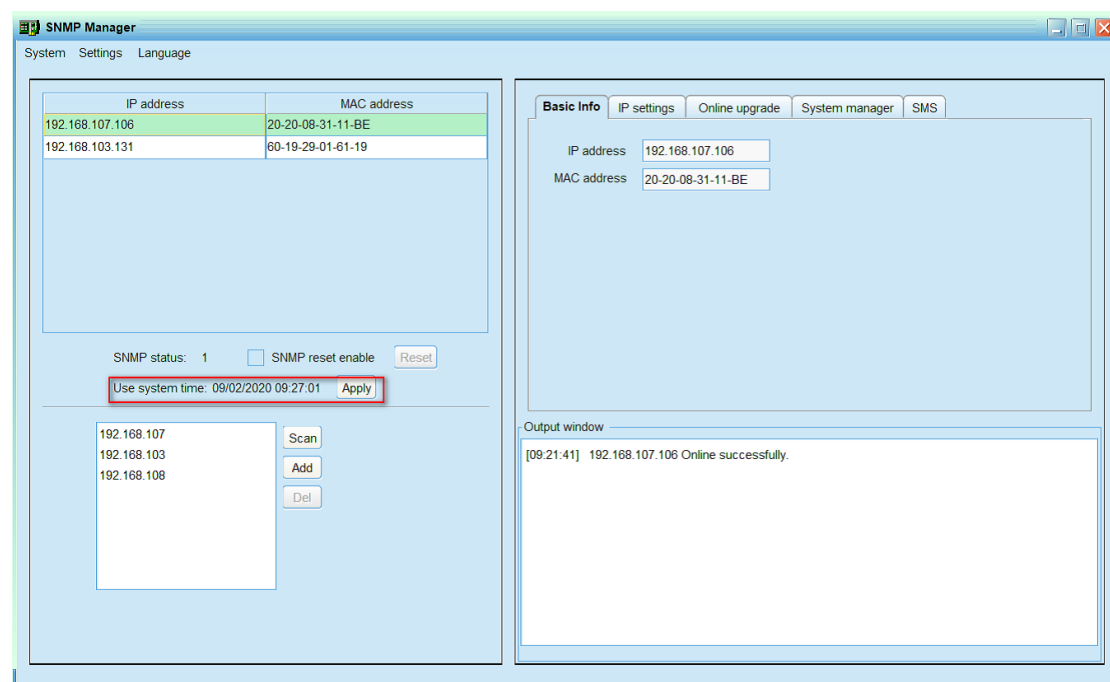 SNMP Manager
System Settings Language
IP address MAC address
192.168.107.106 20-20-08-31-11-BE
192.168.103.131 60-19-29-01-61-19
SNMP status: 1 SNMP reset enable Reset
Use system time: 09/02/2020 09:27:01 Apply
192.168.107
192.168.103
192.168.108
Scan
Add
Del
Basic Info IP settings Online upgrade System manager SMS
IP address 192.168.107.106
MAC address 20-20-08-31-11-BE
Output window
[09:21:41] 192.168.107.106 Online successfully.